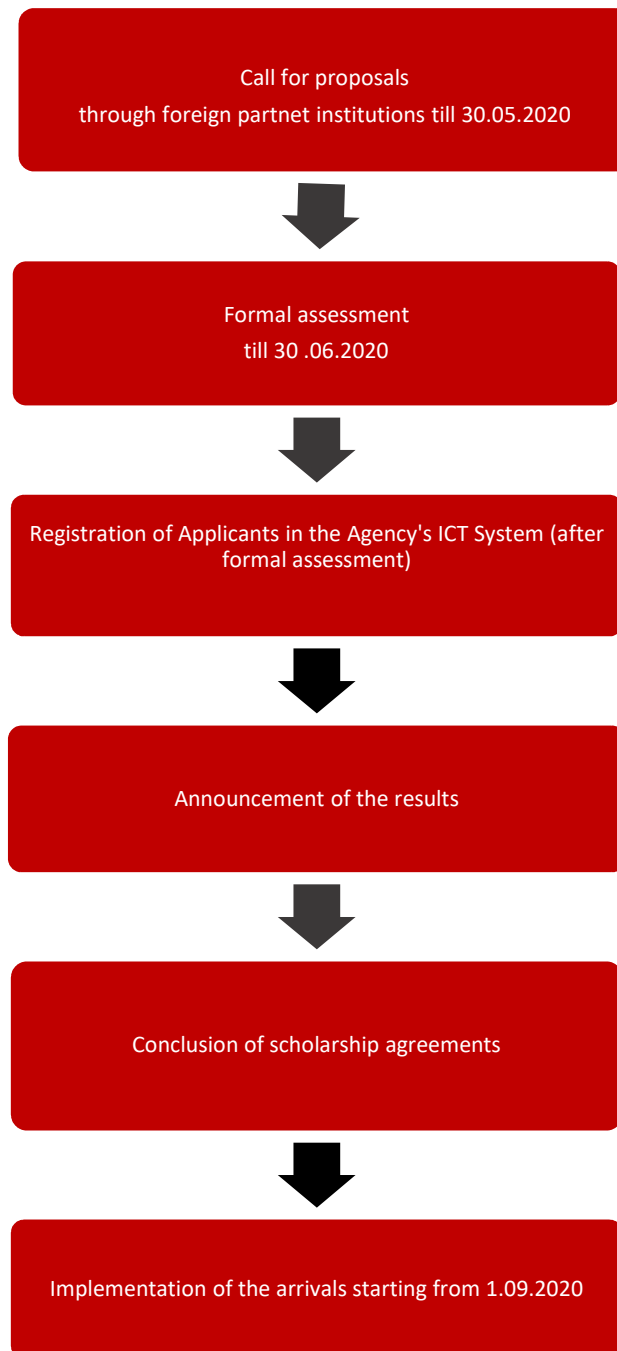 Call for proposals
through foreign partnet institutions till 30.05.2020
Formal assessment
till 30 .06.2020
Registration of Applicants in the Agency's ICT System (after
formal assessment)
Announcement of the results
Conclusion of scholarship agreements
Implementation of the arrivals starting from 1.09.2020